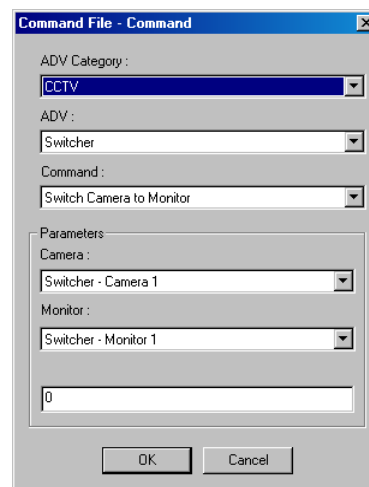 Command File - Command
ADV Category :
CCTV
ADV :
Switcher
Command :
Switch Camera to Monitor
Parameters
Camera :
Switcher - Camera 1
Monitor :
Switcher - Monitor 1
0
OK Cancel